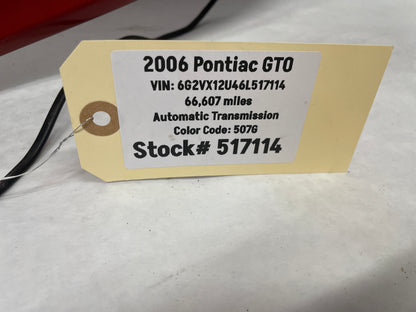 2006 Pontiac GTO
VIN: 6G2VX12U46L517114
66,607 miles
Automatic Transmission
Color Code: 507G
Stock# 517114